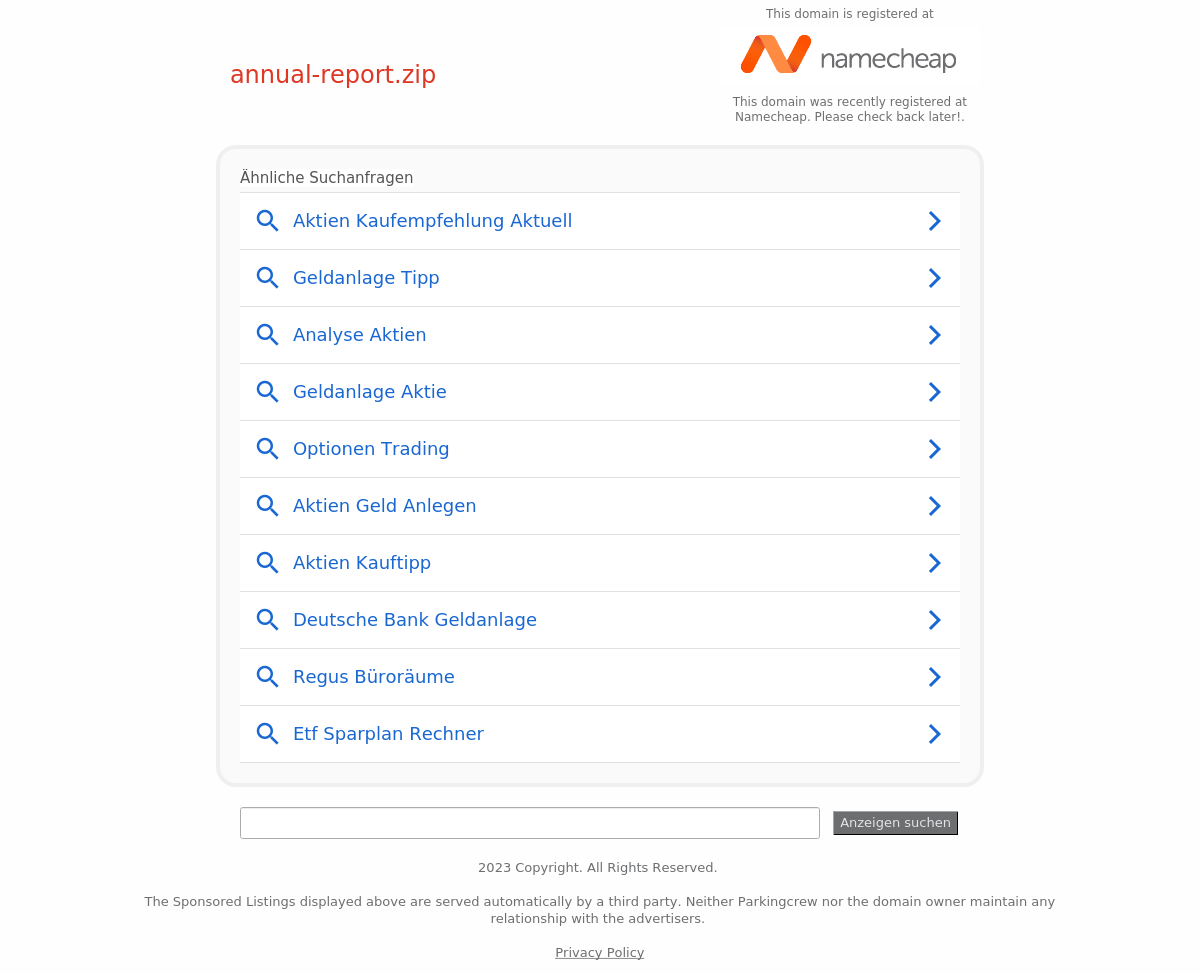 This domain is registered at
namecheap
annual-report.zip
This domain was recently registered at
Namecheap. Please check back later!.
Ähnliche Suchanfragen
Aktien Kaufempfehlung Aktuell
Geldanlage Tipp
Analyse Aktien
Geldanlage Aktie
Optionen Trading
Aktien Geld Anlegen
Aktien Kauftipp
Deutsche Bank Geldanlage
Regus Büroräume
Etf Sparplan Rechner
Anzeigen suchen
2023 Copyright. All Rights Reserved.
The Sponsored Listings displayed above are served automatically by a third party. Neither Parkingcrew nor the domain owner maintain any
relationship with the advertisers.
Privacy Policy